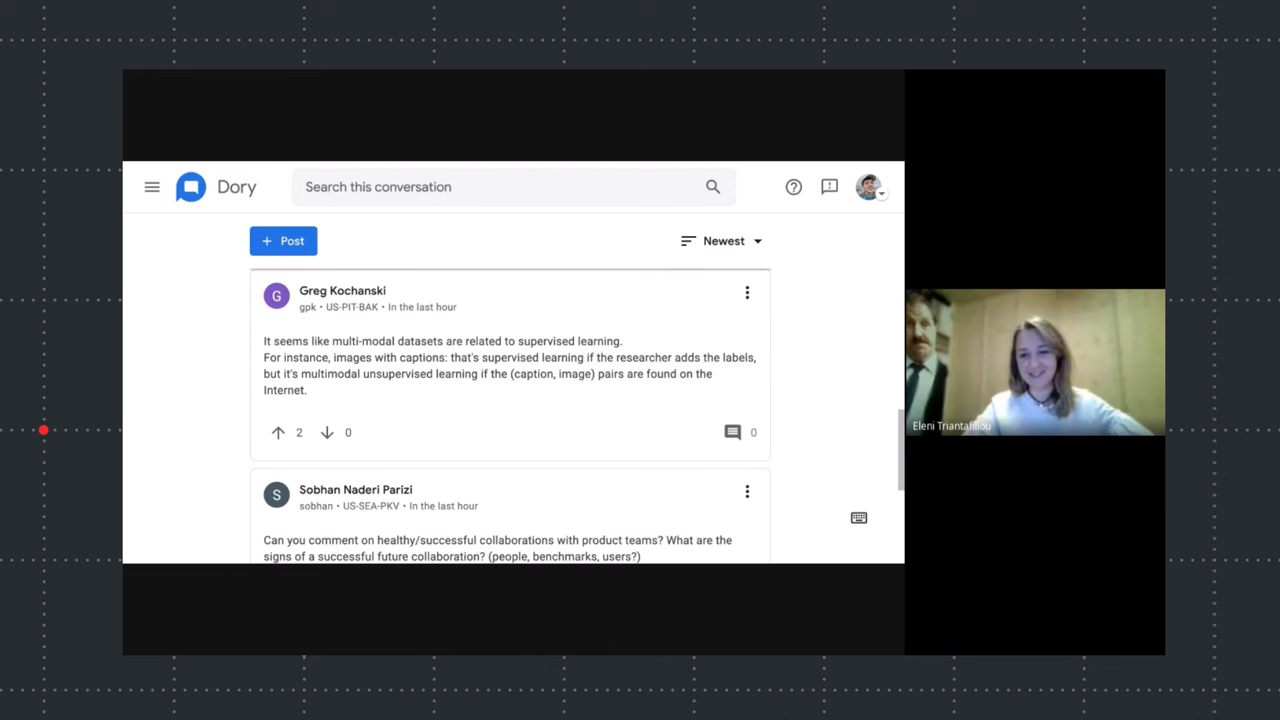 Dory
Search this conversation
+ Post
Newest
G
Greg Kochanski
gpk • US-PIT-BAK • In the last hour
It seems like multi-modal datasets are related to supervised learning.
For instance, images with captions: that's supervised learning if the researcher adds the labels,
but it's multimodal unsupervised learning if the (caption, image) pairs are found on the
Internet.
2
0
0
S
Sobhan Naderi Parizi
sobhan • US-SEA-PKV • In the last hour
Can you comment on healthy/successful collaborations with product teams? What are the
signs of a successful future collaboration? (people, benchmarks, users?)
Eleni Triantafillou